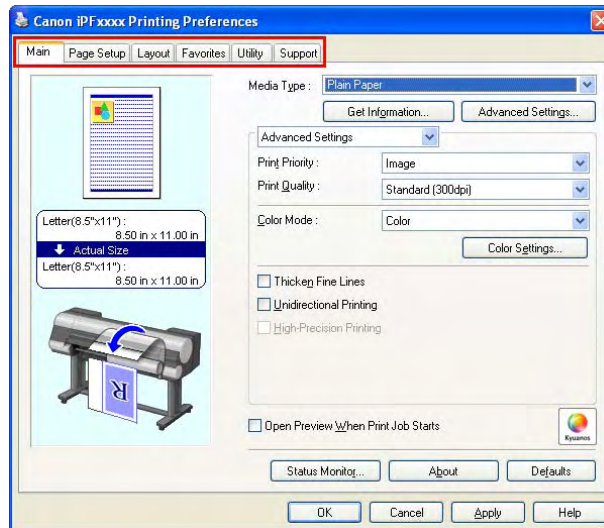 Canon iPFxxxx Printing Preferences
Main Page Setup Layout Favorites Utility Support
Media Type : Plain Paper
Get Information... Advanced Settings...
Advanced Settings
Print Priority : Image
Print Quality : Standard (300dpi)
Color Mode : Color
Color Settings...
Letter(8.5"x11") :
8.50 in x 11.00 in
Actual Size
Letter(8.5"x11") :
8.50 in x 11.00 in
Thicken Fine Lines
Unidirectional Printing
High-Precision Printing
R
Open Preview When Print Job Starts
Kyuanos
Status Monitor... About Defaults
OK Cancel Apply Help